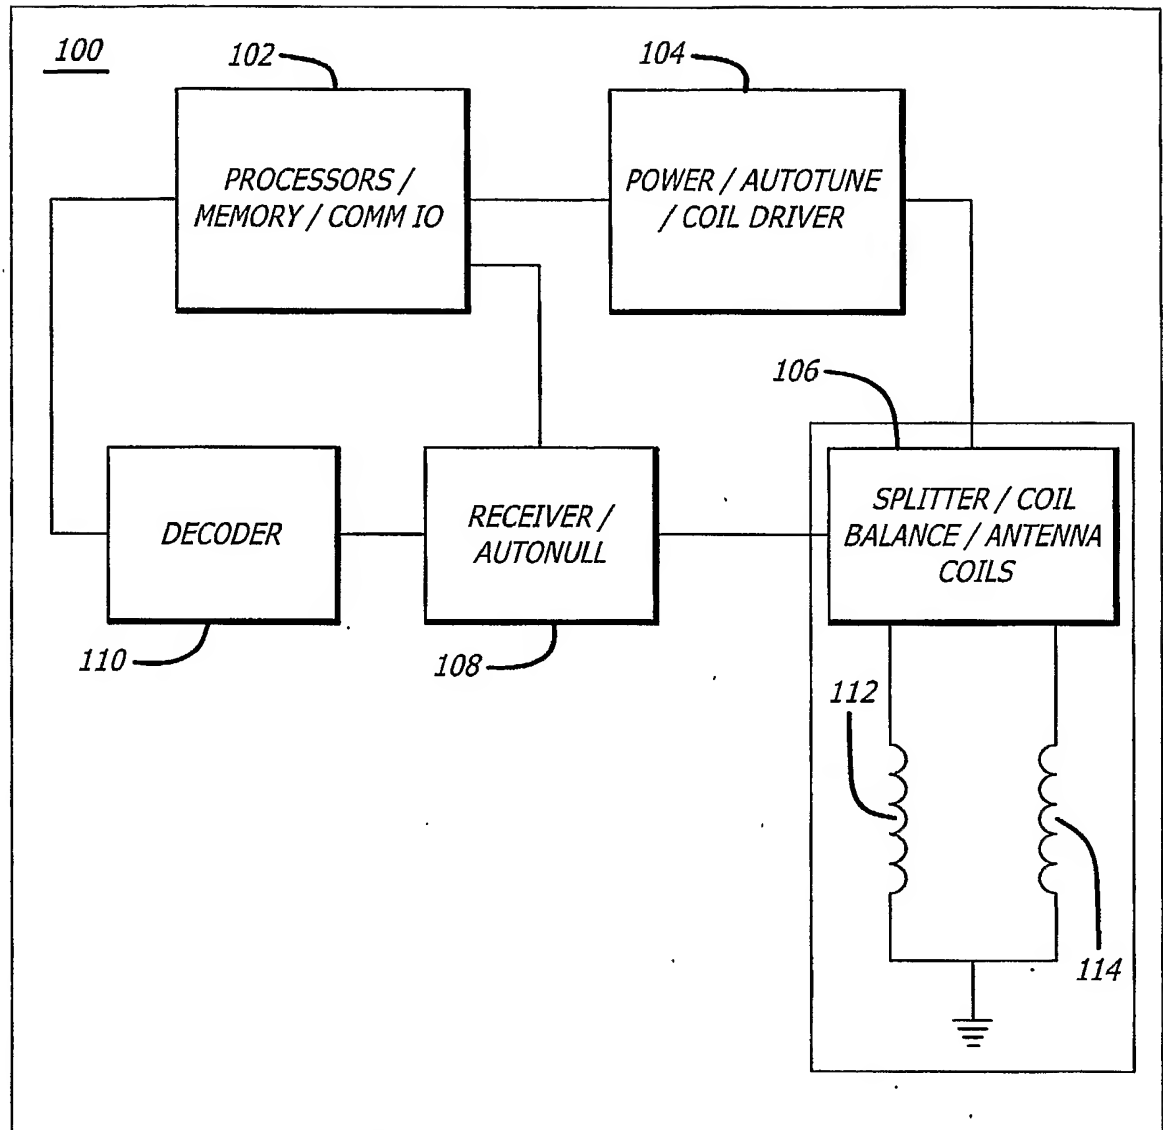 100
102
104
PROCESSORS /
MEMORY / COMM IO
POWER / AUTOTUNE
/ COIL DRIVER
106
DECODER
RECEIVER /
AUTONULL
SPLITTER / COIL
BALANCE / ANTENNA
COILS
110
108
112
114